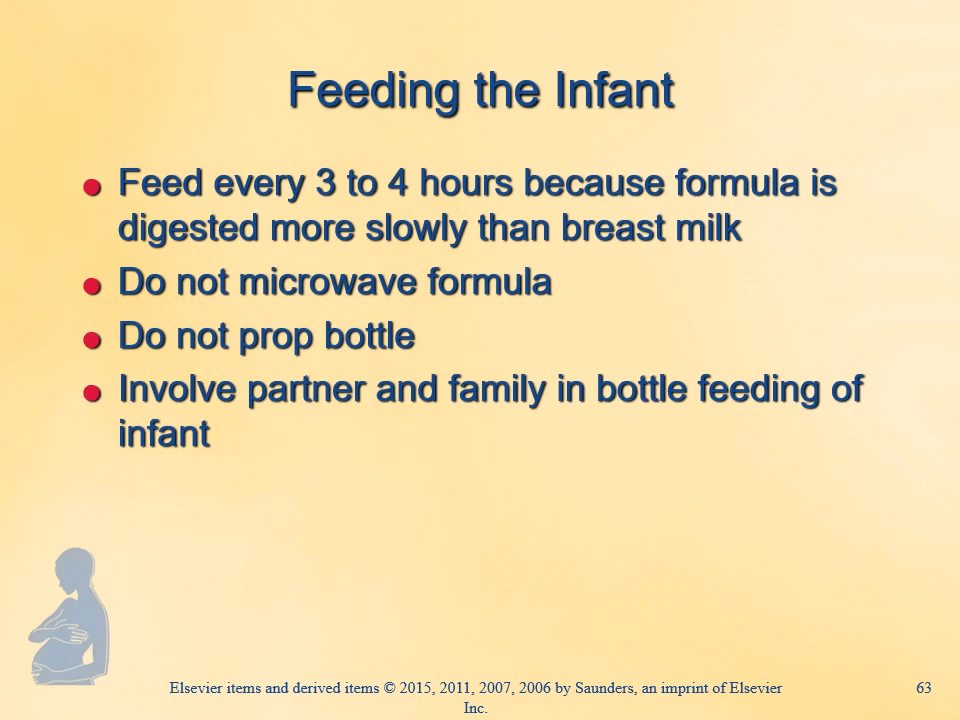 Feeding the Infant
Feed every 3 to 4 hours because formula is
digested more slowly than breast milk
Do not microwave formula
Do not prop bottle
Involve partner and family in bottle feeding of
infant
Elsevier items and derived items © 2015, 2011, 2007, 2006 by Saunders, an imprint of Elsevier
Inc.
63